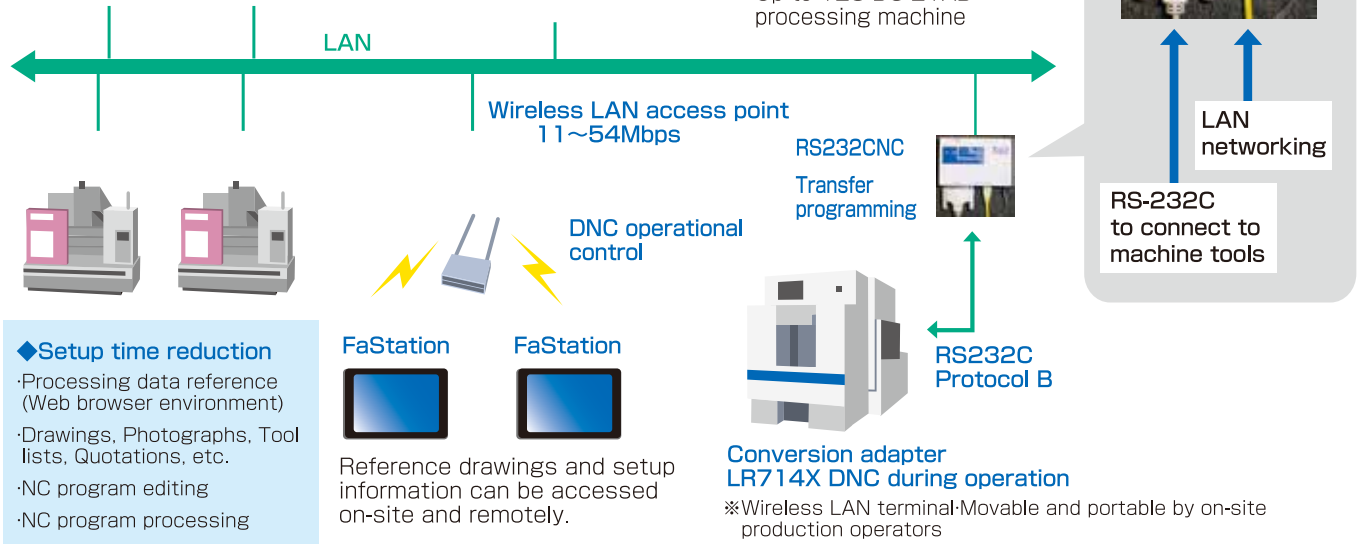 processing machine
LAN
Wireless LAN access point
11～54Mbps
RS232CNC
Transfer
programming
LAN
networking
RS-232C
to connect to
machine tools
DNC operational
control
◆Setup time reduction
·Processing data reference
(Web browser environment)
·Drawings, Photographs, Tool
lists, Quotations, etc.
·NC program editing
·NC program processing
FaStation
FaStation
Reference drawings and setup
information can be accessed
on-site and remotely.
RS232C
Protocol B
Conversion adapter
LR714X DNC during operation
※Wireless LAN terminal·Movable and portable by on-site
production operators